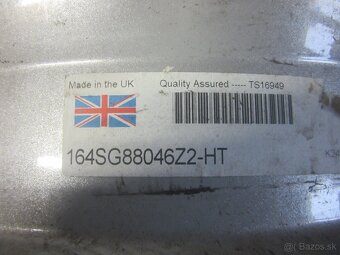 Made in the UK
Quality Assured ----- TS16949
164SG88046Z2-HT
© bazos.sk